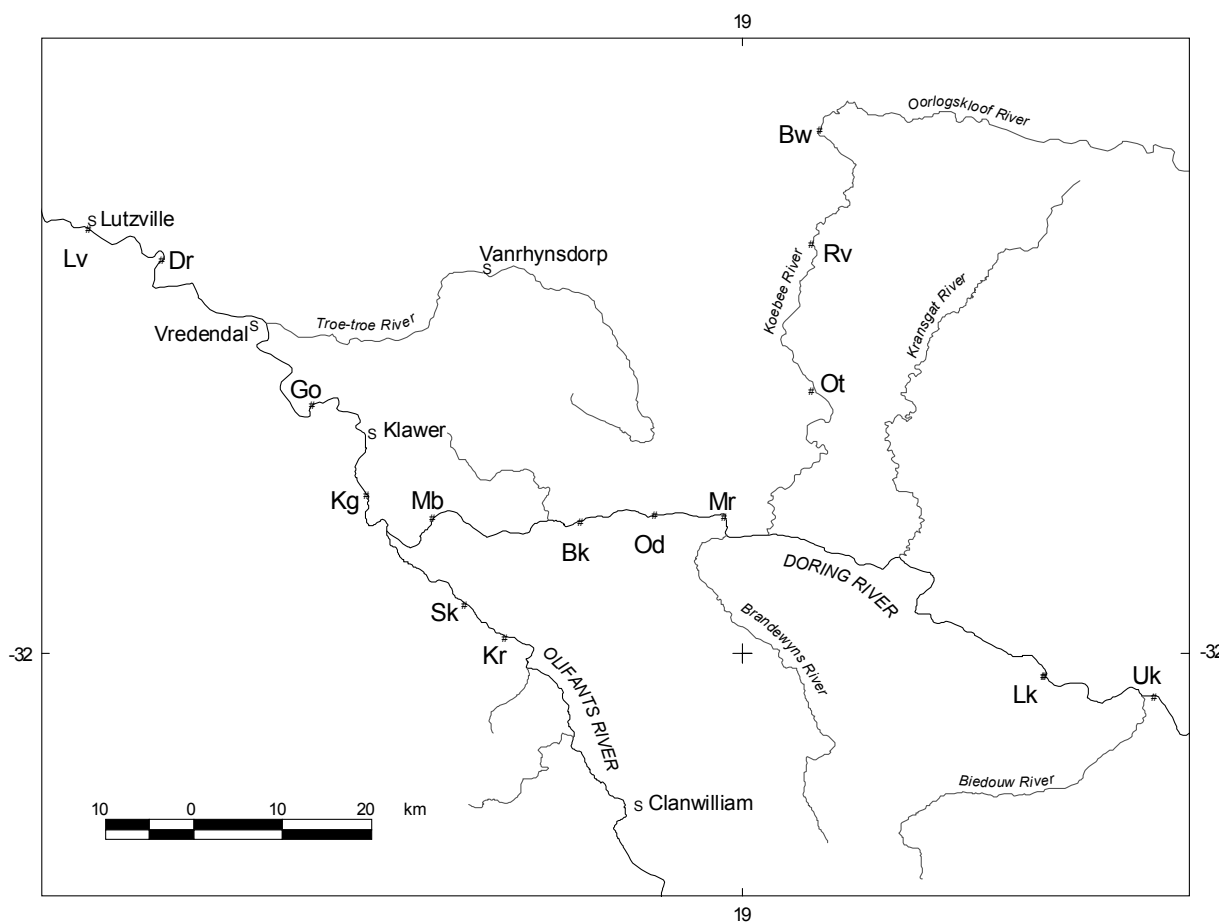 19
Oorlogskloof River
Bw
S Lutzville
Lv
Dr
Vanrhynsdorp
S
Rv
Koebee River
Kransgat River
Vredendal S
Troe-troe River
Go
Ot
S Klawer
Kg
Mb
Mr
Bk
Od
DORING RIVER
Sk
Brandewyns River
Kr
-32
-32
OLIFANTS RIVER
Lk
Uk
Biedouw River
10 0 10 20 km
S Clanwilliam
19